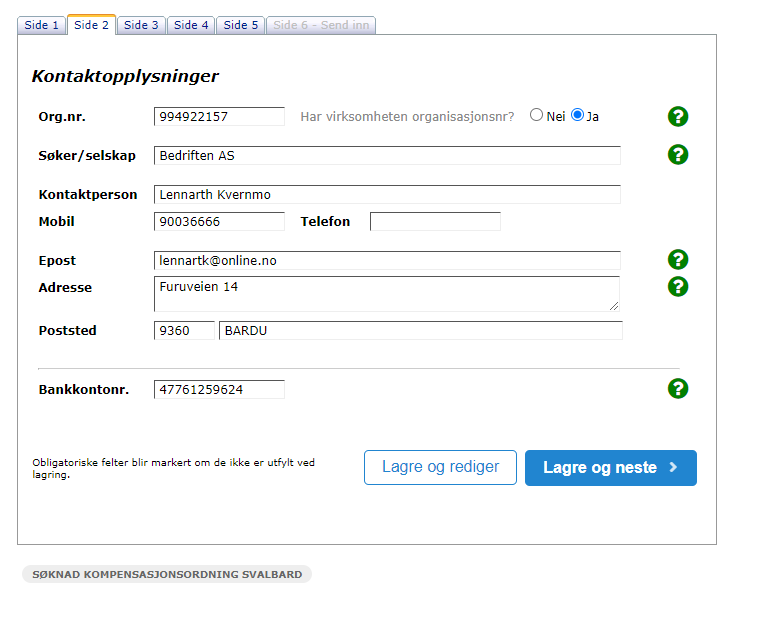 Side 1 Side 2 Side 3 Side 4 Side 5 Side 6 - Send inn
Kontaktopplysninger
Org.nr. 994922157 Har virksomheten organisasjonsnr? Nei Ja ?
Søker/selskap Bedriften AS ?
Kontaktperson Lennarth Kvernmo
Mobil 90036666 Telefon
Epost lennartk@online.no ?
Adresse Furuveien 14 ?
Poststed 9360 BARDU
Bankkontonr. 47761259624 ?
Obligatoriske felter blir markert om de ikke er utfylt ved
lagring.
Lagre og rediger Lagre og neste
SØKNAD KOMPENSASJONSORDNING SVALBARD